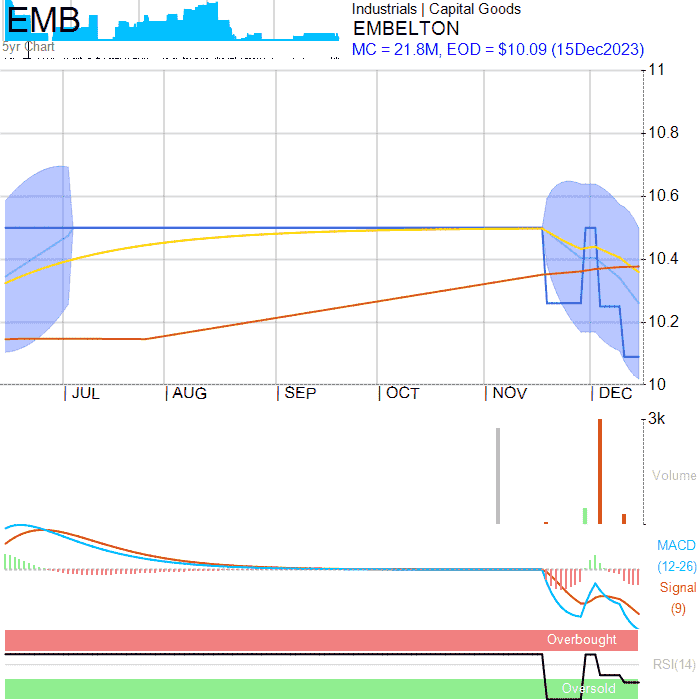 EMB
5yr Chart
Industrials | Capital Goods
EMBELTON
MC = 21.8M, EOD = $10.09 (15Dec2023)
11
10.8
10.6
10.4
10.2
10
JUL AUG SEP OCT NOV DEC
3k
Volume
MACD
(12-26)
Signal
(9)
Overbought
RSI(14)
Oversold